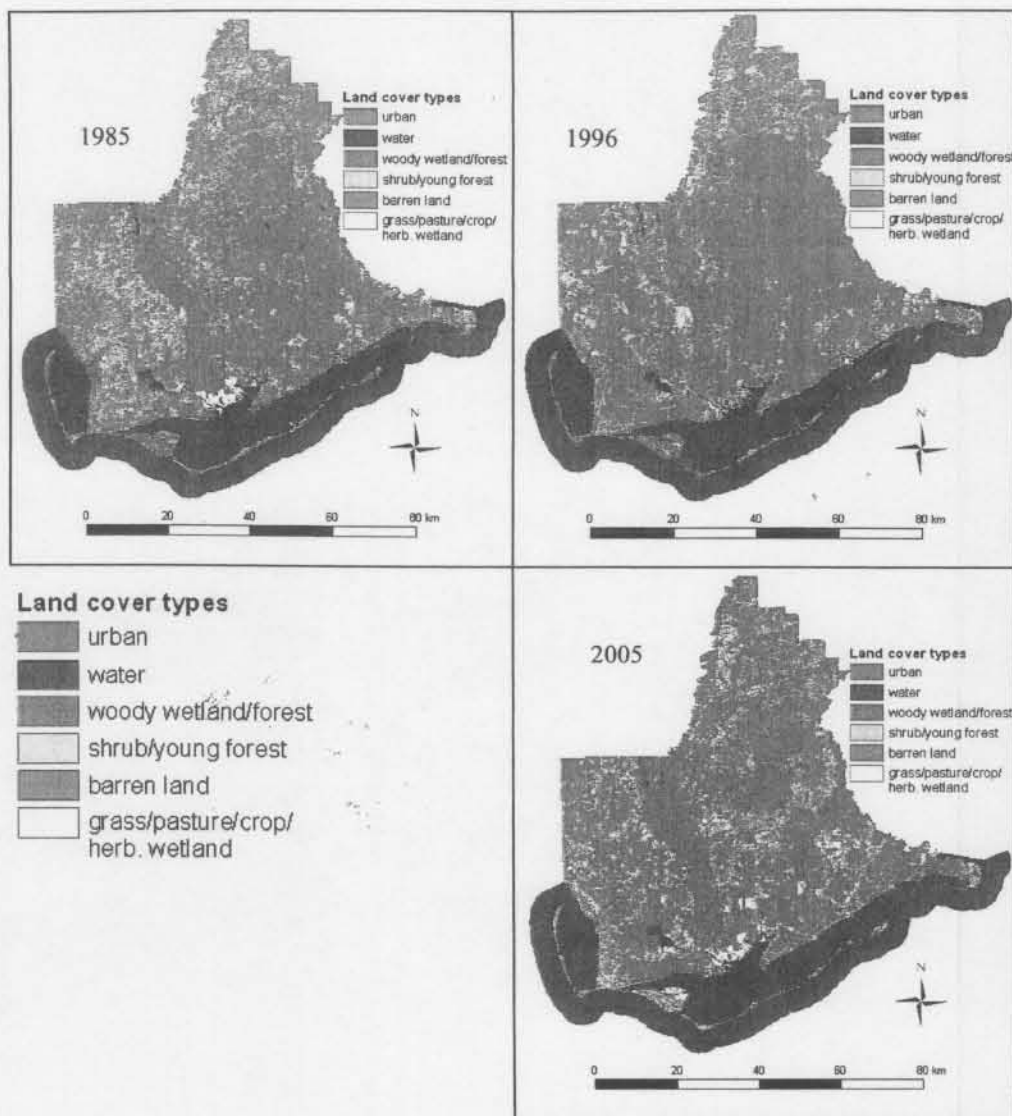 1985
Land cover types
urban
water
woody wetland/forest
shrub/young forest
barren land
grass/pasture/crop/
herb. wetland
N
0 20 40 60 80 km
1996
Land cover types
urban
water
woody wetland/forest
shrub/young forest
barren land
grass/pasture/crop/
herb. wetland
N
0 20 40 60 80 km
Land cover types
urban
water
woody wetland/forest
shrub/young forest
barren land
grass/pasture/crop/
herb. wetland
2005
Land cover types
urban
water
woody wetland/forest
shrub/young forest
barren land
grass/pasture/crop/
herb. wetland
N
0 20 40 60 80 km